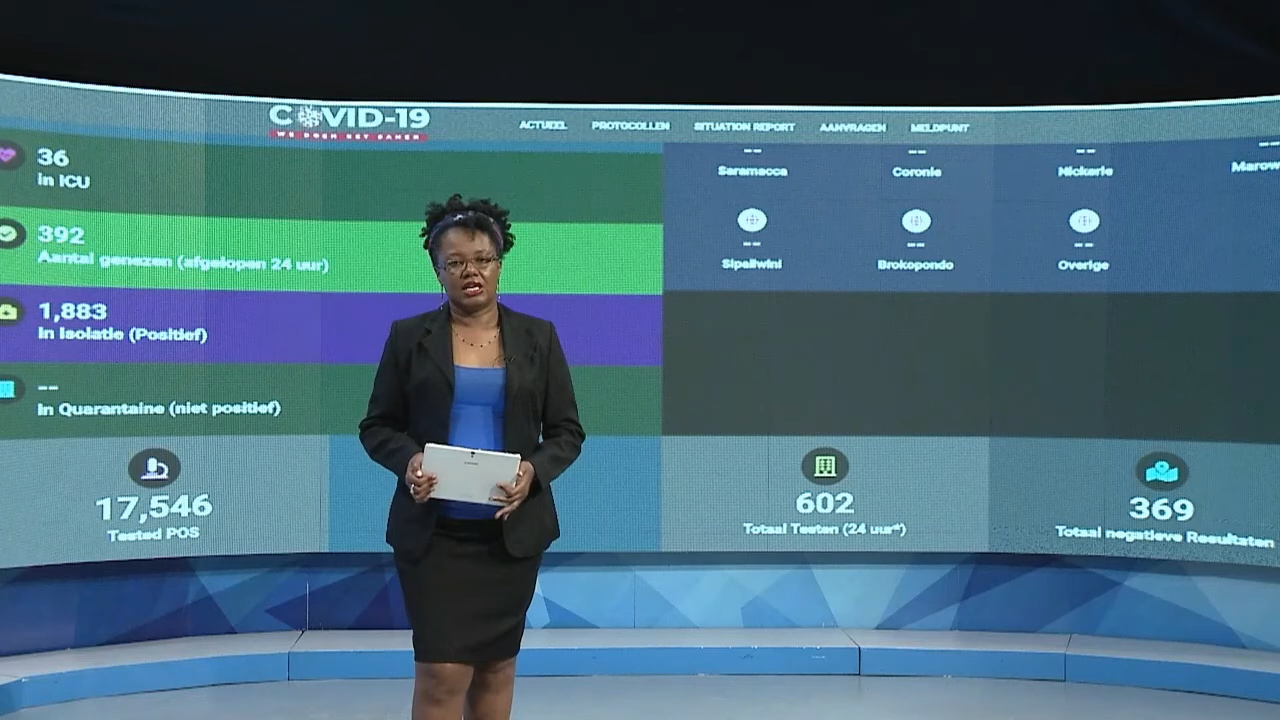 COVID-19
WE DOEN HET SAMEN
ACTUEEL PROTOCOLLEN SITUATION REPORT AANVRAGEN MELDPUNT
36
in ICU
392
Aantal genezen (afgelopen 24 uur)
1,883
In Isolatie (Positief)
--
In Quarantaine (niet positief)
17,546
Tested POS
-- -- -- --
Saramacca Coronie Nickerie Marow
-- -- --
Sipaliwini Brokopondo Overige
602
Totaal Testen (24 uur*)
369
Totaal negatieve Resultaten